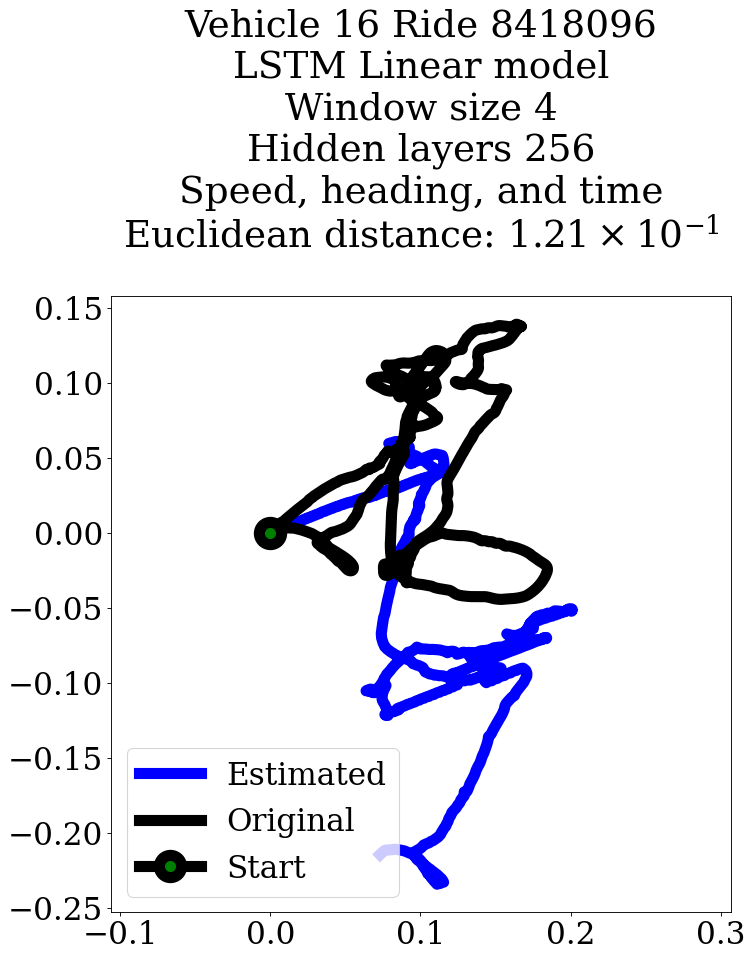 Vehicle 16 Ride 8418096
LSTM Linear model
Window size 4
Hidden layers 256
Speed, heading, and time
Euclidean distance: 1.21 × 10⁻¹
0.15
0.10
0.05
0.00
−0.05
−0.10
−0.15
−0.20
−0.25
Estimated
Original
Start
−0.1 0.0 0.1 0.2 0.3